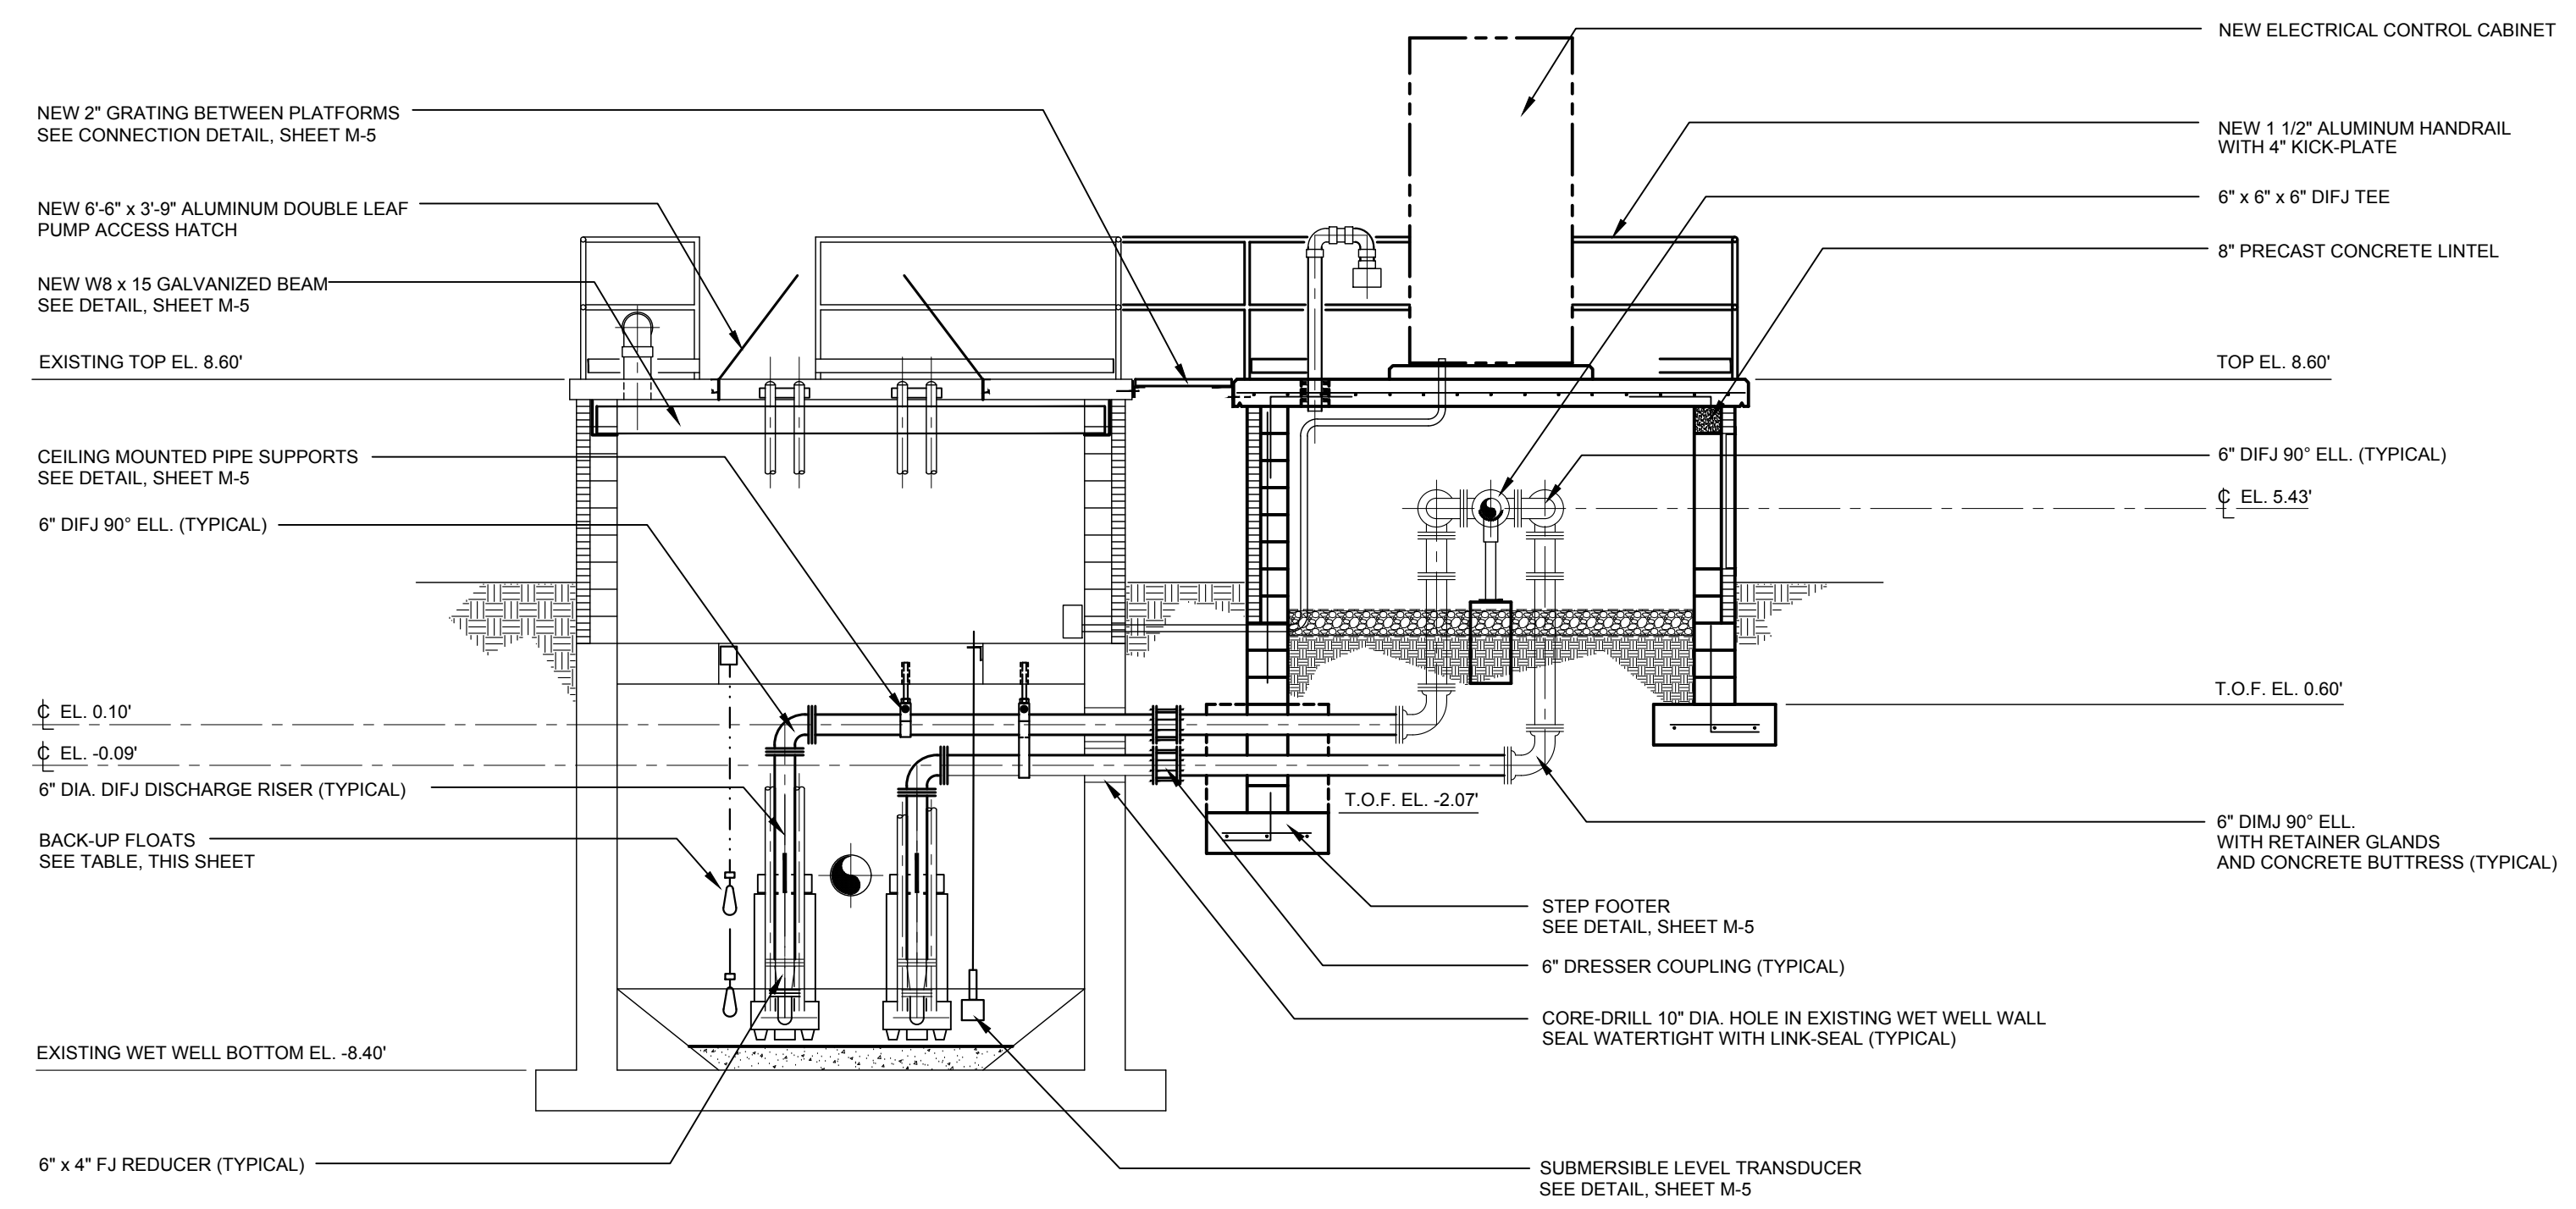 NEW 2" GRATING BETWEEN PLATFORMS
SEE CONNECTION DETAIL, SHEET M-5
NEW 6'-6" x 3'-9" ALUMINUM DOUBLE LEAF
PUMP ACCESS HATCH
NEW W8 x 15 GALVANIZED BEAM
SEE DETAIL, SHEET M-5
EXISTING TOP EL. 8.60'
CEILING MOUNTED PIPE SUPPORTS
SEE DETAIL, SHEET M-5
6" DIFJ 90° ELL. (TYPICAL)
℄ EL. 0.10'
℄ EL. -0.09'
6" DIA. DIFJ DISCHARGE RISER (TYPICAL)
BACK-UP FLOATS
SEE TABLE, THIS SHEET
EXISTING WET WELL BOTTOM EL. -8.40'
6" x 4" FJ REDUCER (TYPICAL)
NEW ELECTRICAL CONTROL CABINET
NEW 1 1/2" ALUMINUM HANDRAIL
WITH 4" KICK-PLATE
6" x 6" x 6" DIFJ TEE
8" PRECAST CONCRETE LINTEL
TOP EL. 8.60'
6" DIFJ 90° ELL. (TYPICAL)
℄ EL. 5.43'
T.O.F. EL. 0.60'
T.O.F. EL. -2.07'
6" DIMJ 90° ELL.
WITH RETAINER GLANDS
AND CONCRETE BUTTRESS (TYPICAL)
STEP FOOTER
SEE DETAIL, SHEET M-5
6" DRESSER COUPLING (TYPICAL)
CORE-DRILL 10" DIA. HOLE IN EXISTING WET WELL WALL
SEAL WATERTIGHT WITH LINK-SEAL (TYPICAL)
SUBMERSIBLE LEVEL TRANSDUCER
SEE DETAIL, SHEET M-5